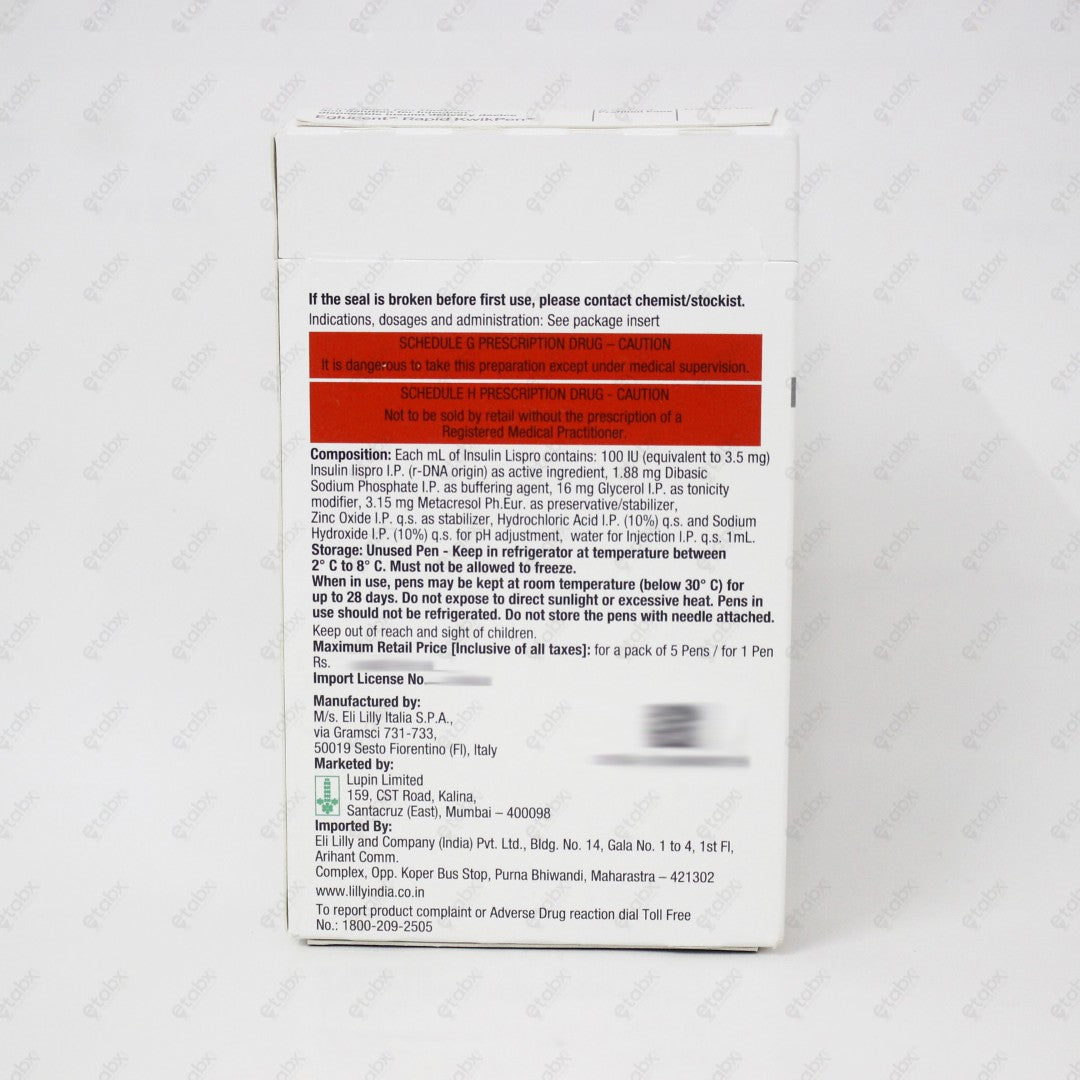 disposable insulin delivery device
Eglucent® Rapid KwikPen™
If the seal is broken before first use, please contact chemist/stockist.
Indications, dosages and administration: See package insert
SCHEDULE G PRESCRIPTION DRUG – CAUTION
It is dangerous to take this preparation except under medical supervision.
SCHEDULE H PRESCRIPTION DRUG - CAUTION
Not to be sold by retail without the prescription of a
Registered Medical Practitioner.
Composition: Each mL of Insulin Lispro contains: 100 IU (equivalent to 3.5 mg)
Insulin lispro I.P. (r-DNA origin) as active ingredient, 1.88 mg Dibasic
Sodium Phosphate I.P. as buffering agent, 16 mg Glycerol I.P. as tonicity
modifier, 3.15 mg Metacresol Ph.Eur. as preservative/stabilizer,
Zinc Oxide I.P. q.s. as stabilizer, Hydrochloric Acid I.P. (10%) q.s. and Sodium
Hydroxide I.P. (10%) q.s. for pH adjustment, water for Injection I.P. q.s. 1mL.
Storage: Unused Pen - Keep in refrigerator at temperature between
2° C to 8° C. Must not be allowed to freeze.
When in use, pens may be kept at room temperature (below 30° C) for
up to 28 days. Do not expose to direct sunlight or excessive heat. Pens in
use should not be refrigerated. Do not store the pens with needle attached.
Keep out of reach and sight of children.
Maximum Retail Price [Inclusive of all taxes]: for a pack of 5 Pens / for 1 Pen
Rs.
Import License No.
Manufactured by:
M/s. Eli Lilly Italia S.P.A.,
via Gramsci 731-733,
50019 Sesto Fiorentino (FI), Italy
Marketed by:
Lupin Limited
159, CST Road, Kalina,
Santacruz (East), Mumbai – 400098
Imported By:
Eli Lilly and Company (India) Pvt. Ltd., Bldg. No. 14, Gala No. 1 to 4, 1st Fl,
Arihant Comm.
Complex, Opp. Koper Bus Stop, Purna Bhiwandi, Maharastra – 421302
www.lillyindia.co.in
To report product complaint or Adverse Drug reaction dial Toll Free
No.: 1800-209-2505